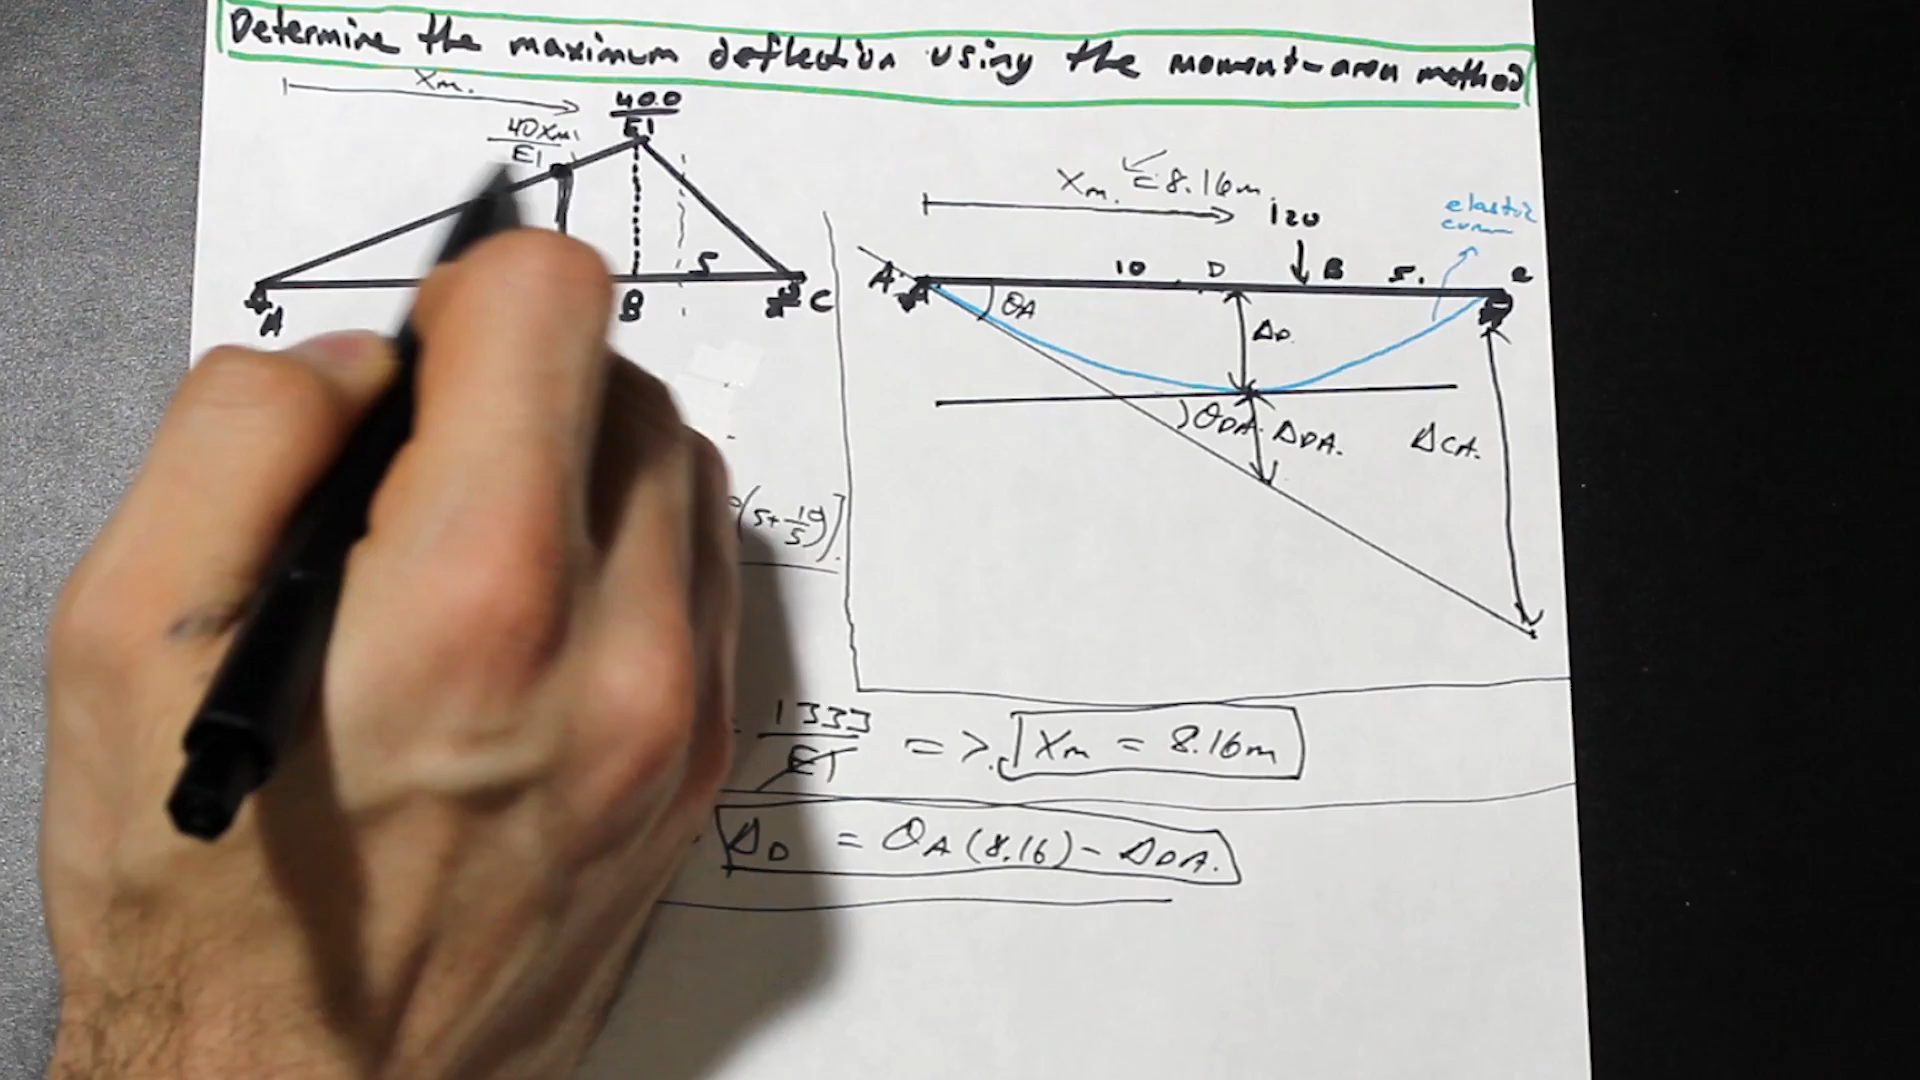 Determine the maximum deflection using the moment-area method
Xm.
400
EI
40Xm
EI
5
A
B
C
Xm = 8.16m.
120
elastic
A
10
D
B
5.
C
θA
ΔD.
θDA.
ΔDA.
ΔCA.
(5+10/5)].
1333
EI
=>. Xm = 8.16m
ΔD = θA(8.16) - ΔDA.